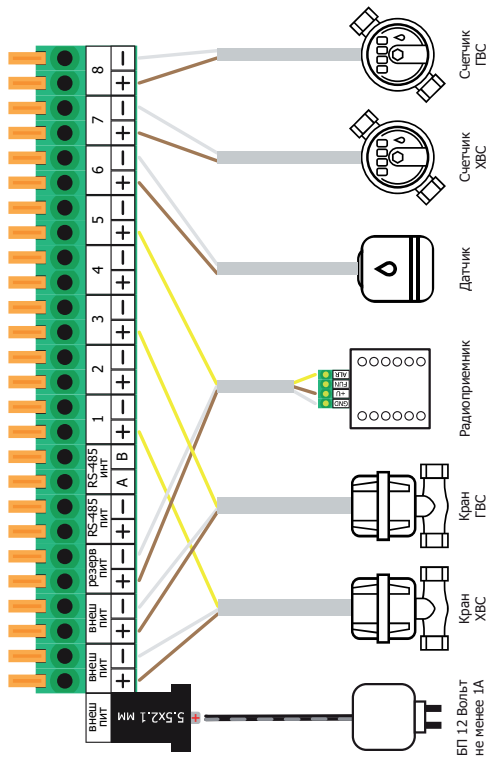 внеш пит
внеш пит
внеш пит
резерв пит
RS-485 пит
RS-485 инт
1 2 3 4 5 6 7 8
+ − + − + − + − A B + − + − + − + − + − + − + − + −
5.5x2.1 мм
+
GND +U FUN ALR
БП 12 Вольт
не менее 1А
Кран
ХВС
Кран
ГВС
Радиоприемник
Датчик
Счетчик
ХВС
Счетчик
ГВС